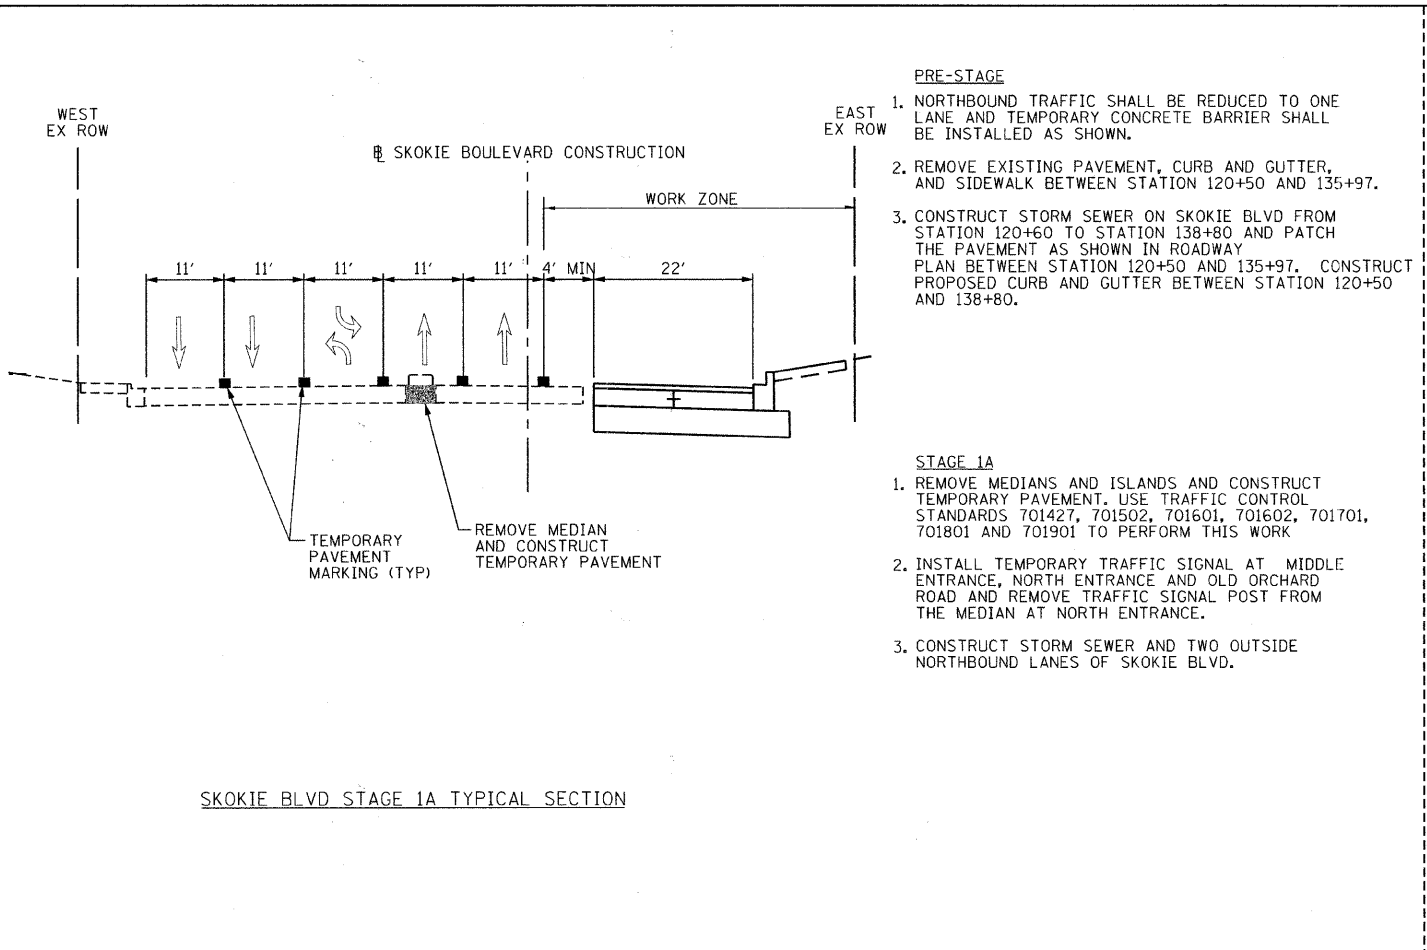 WEST
EX ROW
EAST
EX ROW
℄ SKOKIE BOULEVARD CONSTRUCTION
WORK ZONE
11' 11' 11' 11' 11' 4' MIN 22'
TEMPORARY
PAVEMENT
MARKING (TYP)
REMOVE MEDIAN
AND CONSTRUCT
TEMPORARY PAVEMENT
SKOKIE BLVD STAGE 1A TYPICAL SECTION
PRE-STAGE
1. NORTHBOUND TRAFFIC SHALL BE REDUCED TO ONE
LANE AND TEMPORARY CONCRETE BARRIER SHALL
BE INSTALLED AS SHOWN.
2. REMOVE EXISTING PAVEMENT, CURB AND GUTTER,
AND SIDEWALK BETWEEN STATION 120+50 AND 135+97.
3. CONSTRUCT STORM SEWER ON SKOKIE BLVD FROM
STATION 120+60 TO STATION 138+80 AND PATCH
THE PAVEMENT AS SHOWN IN ROADWAY
PLAN BETWEEN STATION 120+50 AND 135+97. CONSTRUCT
PROPOSED CURB AND GUTTER BETWEEN STATION 120+50
AND 138+80.
STAGE 1A
1. REMOVE MEDIANS AND ISLANDS AND CONSTRUCT
TEMPORARY PAVEMENT. USE TRAFFIC CONTROL
STANDARDS 701427, 701502, 701601, 701602, 701701,
701801 AND 701901 TO PERFORM THIS WORK
2. INSTALL TEMPORARY TRAFFIC SIGNAL AT MIDDLE
ENTRANCE, NORTH ENTRANCE AND OLD ORCHARD
ROAD AND REMOVE TRAFFIC SIGNAL POST FROM
THE MEDIAN AT NORTH ENTRANCE.
3. CONSTRUCT STORM SEWER AND TWO OUTSIDE
NORTHBOUND LANES OF SKOKIE BLVD.